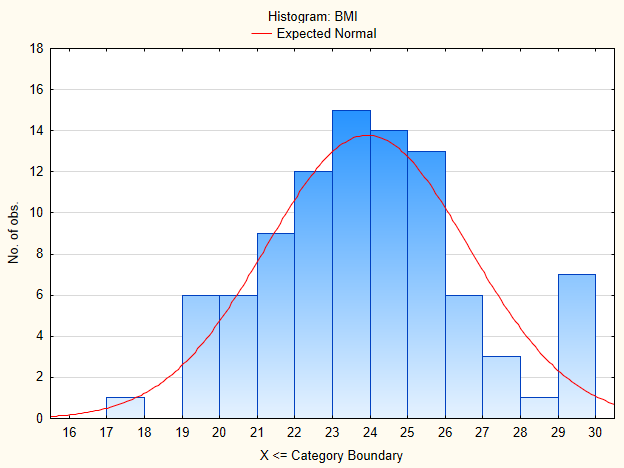 Histogram: BMI
Expected Normal
18
16
14
12
10
8
6
4
2
0
No. of obs.
16 17 18 19 20 21 22 23 24 25 26 27 28 29 30
X <= Category Boundary